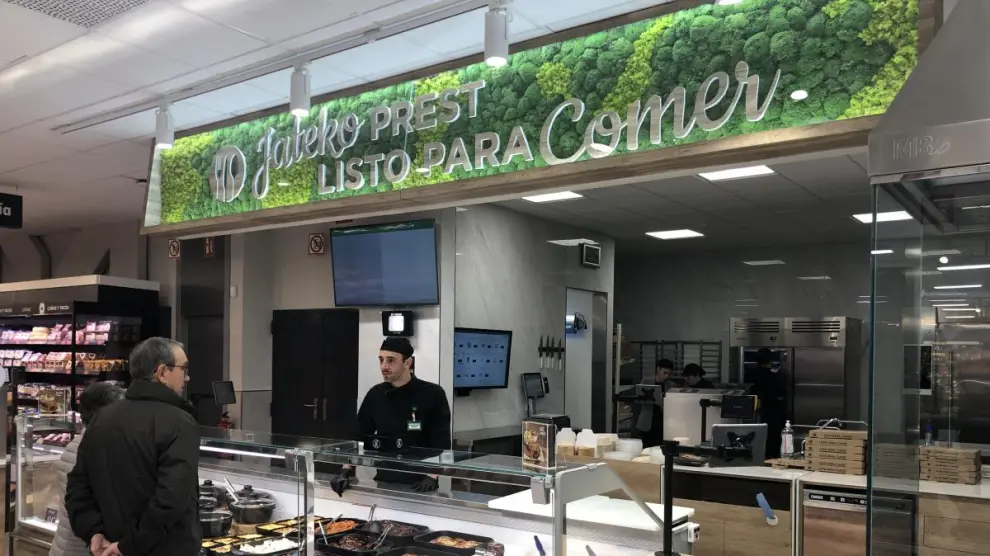 Jateko PREST
LISTO PARA Comer